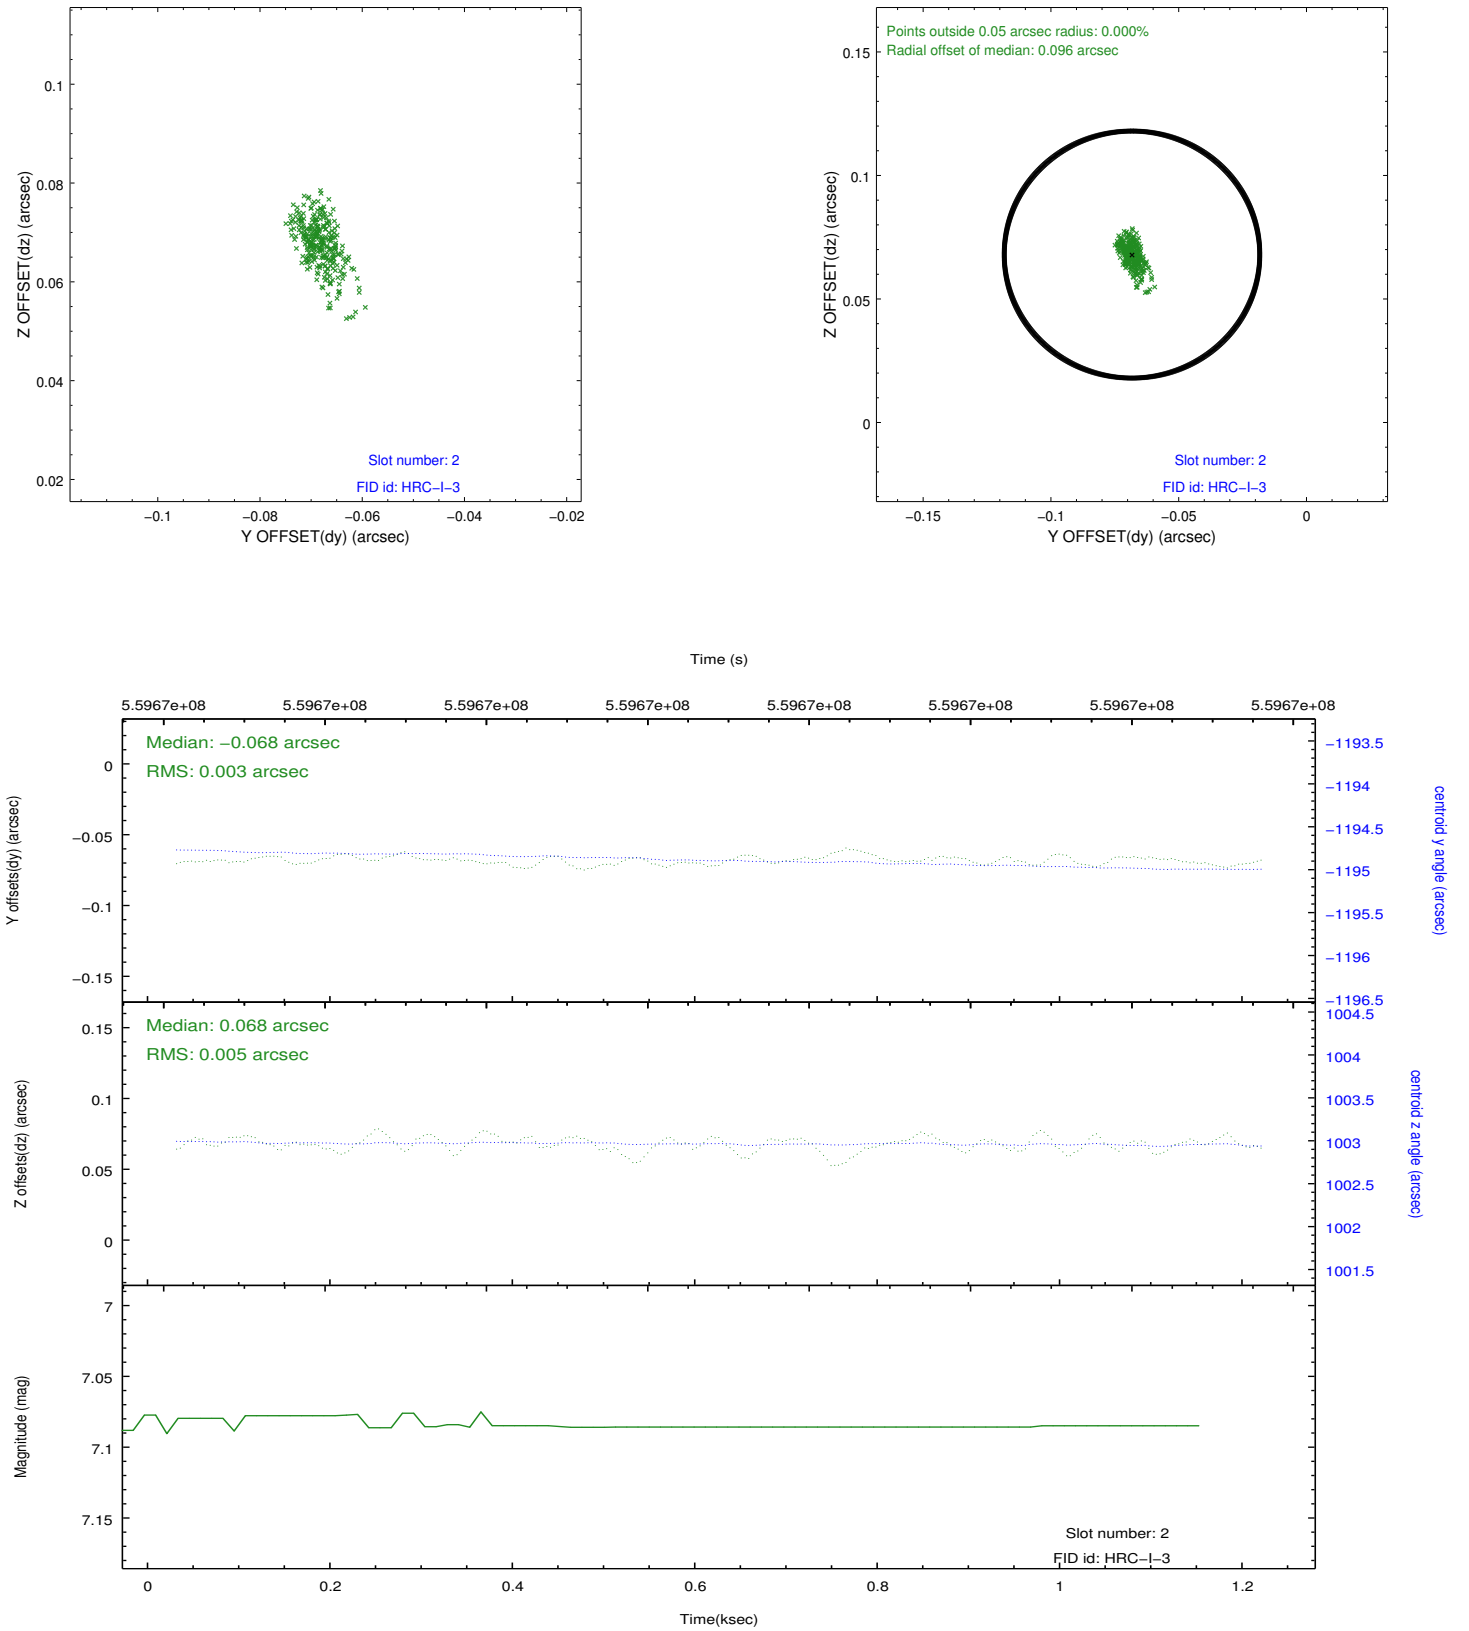 0.1
0.08
0.06
0.04
0.02
Z OFFSET(dz) (arcsec)
Slot number: 2
FID id: HRC−I−3
−0.1 −0.08 −0.06 −0.04 −0.02
Y OFFSET(dy) (arcsec)
Points outside 0.05 arcsec radius: 0.000%
Radial offset of median: 0.096 arcsec
0.15
0.1
0.05
0
Z OFFSET(dz) (arcsec)
Slot number: 2
FID id: HRC−I−3
−0.15 −0.1 −0.05 0
Y OFFSET(dy) (arcsec)
Time (s)
5.5967e+08 5.5967e+08 5.5967e+08 5.5967e+08 5.5967e+08 5.5967e+08 5.5967e+08 5.5967e+08
Median: −0.068 arcsec
RMS: 0.003 arcsec
0
−0.05
−0.1
−0.15
Y offsets(dy) (arcsec)
−1193.5
−1194
−1194.5
−1195
−1195.5
−1196
−1196.5
centroid y angle (arcsec)
Median: 0.068 arcsec
RMS: 0.005 arcsec
0.15
0.1
0.05
0
Z offsets(dz) (arcsec)
1004.5
1004
1003.5
1003
1002.5
1002
1001.5
centroid z angle (arcsec)
7
7.05
7.1
7.15
Magnitude (mag)
Slot number: 2
FID id: HRC−I−3
0 0.2 0.4 0.6 0.8 1 1.2
Time(ksec)